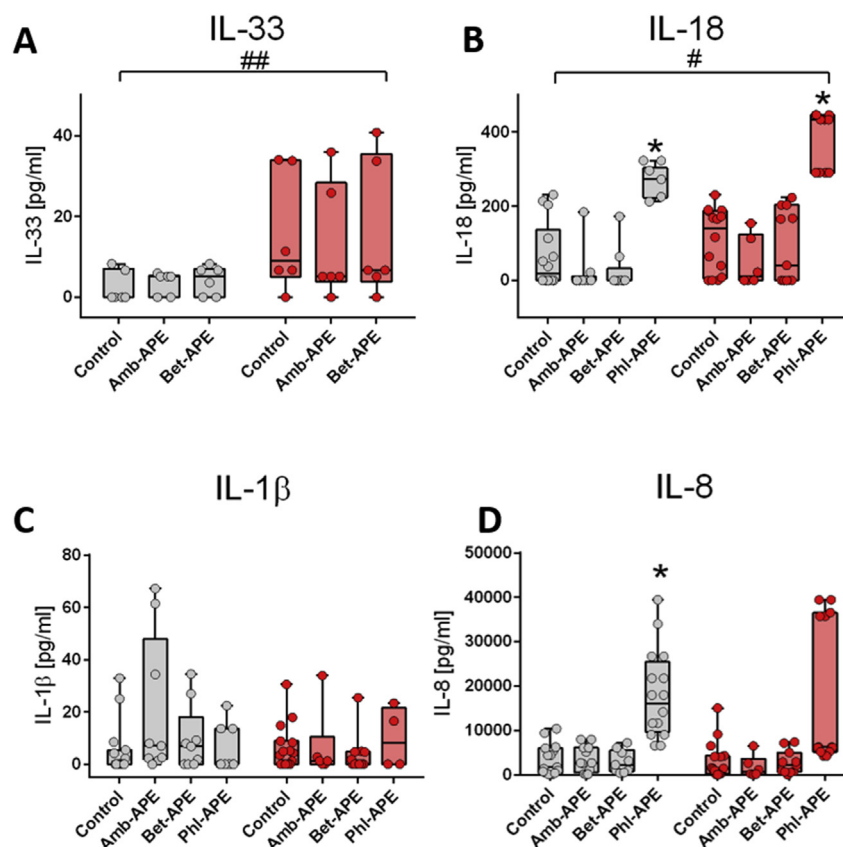 A
IL-33
##
IL-33 [pg/ml]
40
20
0
Control
Amb-APE
Bet-APE
Control
Amb-APE
Bet-APE
B
IL-18
#
*
*
IL-18 [pg/ml]
400
200
0
Control
Amb-APE
Bet-APE
Phl-APE
Control
Amb-APE
Bet-APE
Phl-APE
C
IL-1β
IL-1β [pg/ml]
80
60
40
20
0
Control
Amb-APE
Bet-APE
Phl-APE
Control
Amb-APE
Bet-APE
Phl-APE
D
IL-8
*
IL-8 [pg/ml]
50000
40000
30000
20000
10000
0
Control
Amb-APE
Bet-APE
Phl-APE
Control
Amb-APE
Bet-APE
Phl-APE